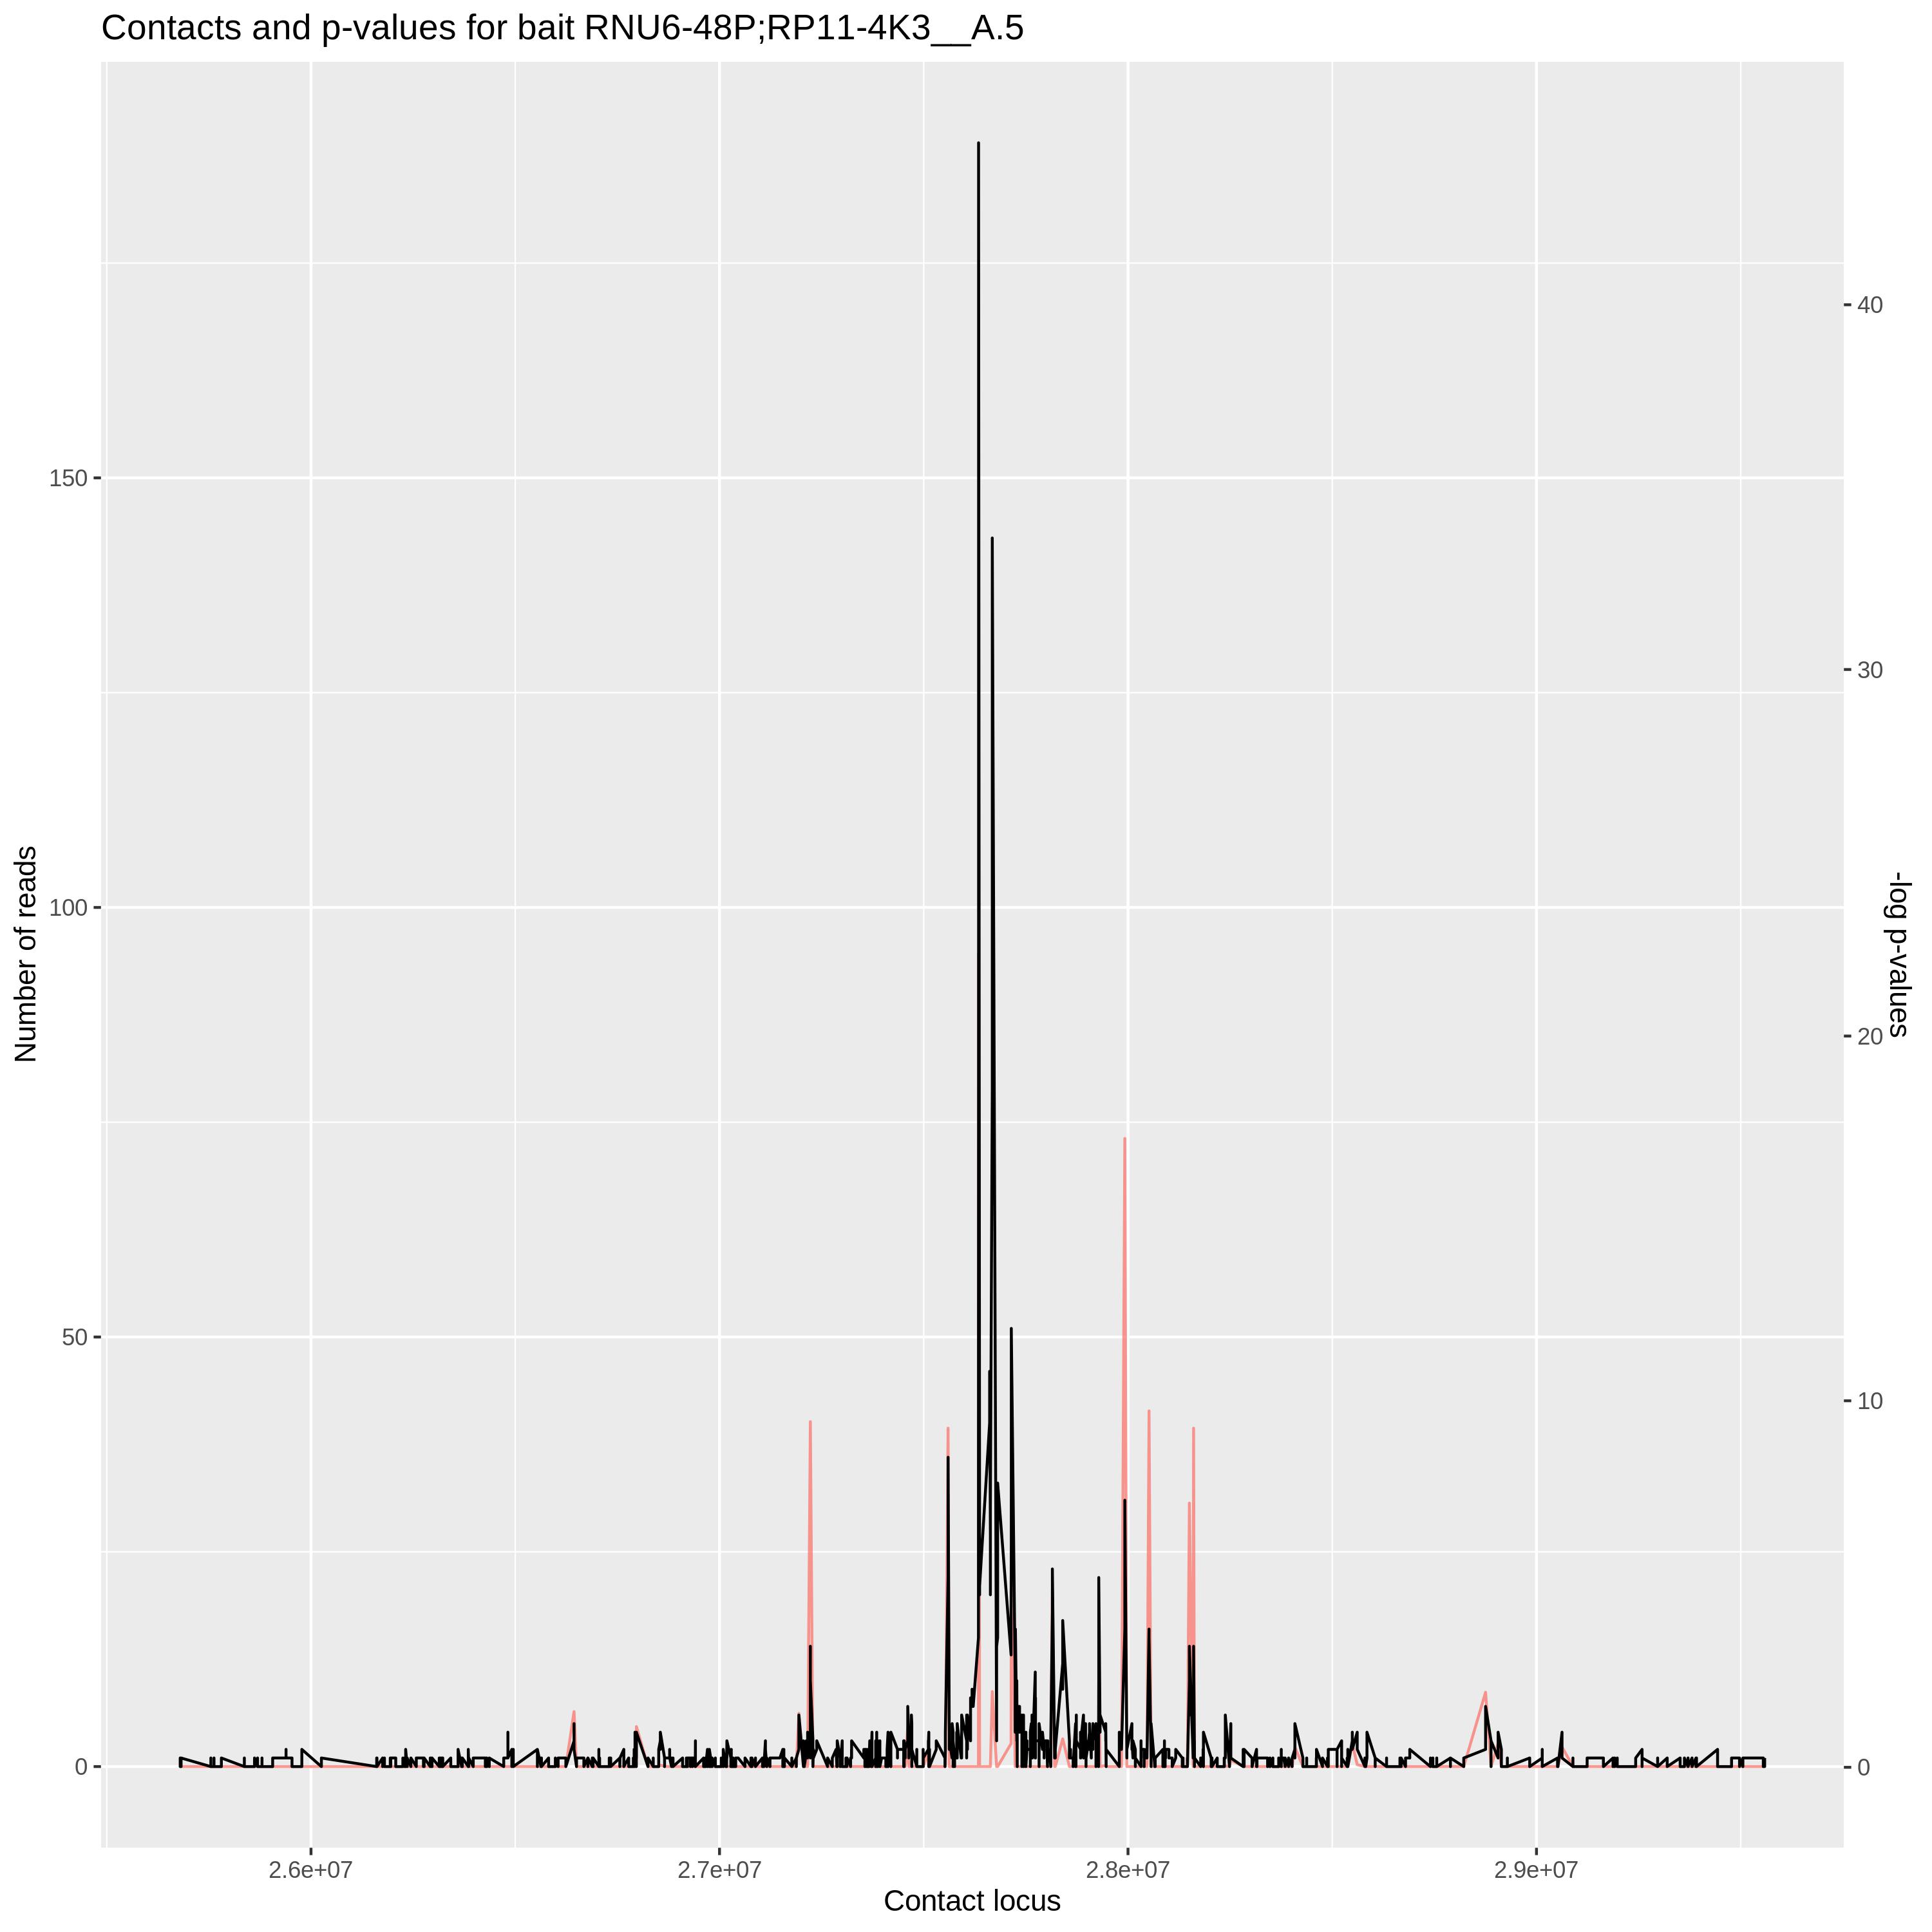 Contacts and p-values for bait RNU6-48P;RP11-4K3__A.5
Number of reads
150
100
50
0
40
30
20
10
0
-log p-values
2.6e+07
2.7e+07
2.8e+07
2.9e+07
Contact locus